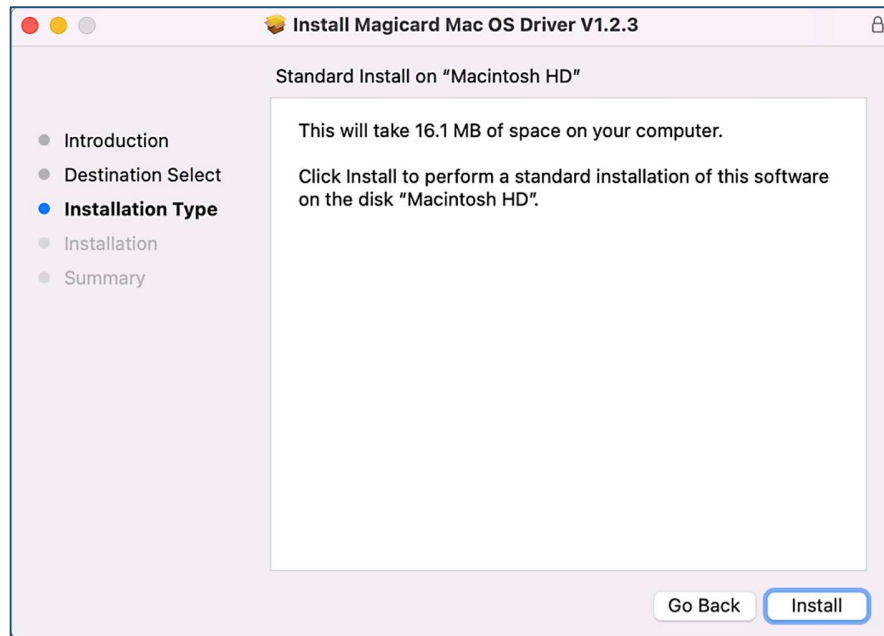 Install Magicard Mac OS Driver V1.2.3
Standard Install on “Macintosh HD”
Introduction
Destination Select
Installation Type
Installation
Summary
This will take 16.1 MB of space on your computer.
Click Install to perform a standard installation of this software
on the disk “Macintosh HD”.
Go Back
Install